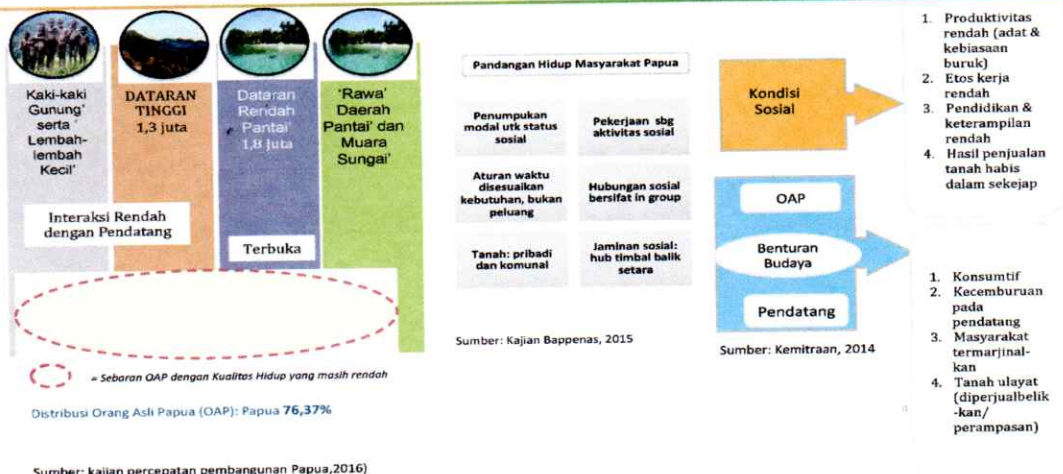 Kaki-kaki
Gunung'
serta '
Lembah-
lembah
Kecil'
DATARAN
TINGGI
1,3 juta
Dataran
Rendah
Pantai'
1,8 juta
'Rawa'
Daerah
Pantai' dan
Muara
Sungai'
Interaksi Rendah
dengan Pendatang
Terbuka
= Sebaran OAP dengan Kualitas Hidup yang masih rendah
Distribusi Orang Asli Papua (OAP): Papua 76,37%
Sumber: kajian percepatan pembangunan Papua,2016)
Pandangan Hidup Masyarakat Papua
Penumpukan
modal utk status
sosial
Pekerjaan sbg
aktivitas sosial
Aturan waktu
disesuaikan
kebutuhan, bukan
peluang
Hubungan sosial
bersifat in group
Tanah: pribadi
dan komunal
Jaminan sosial:
hub timbal balik
setara
Sumber: Kajian Bappenas, 2015
Kondisi
Sosial
OAP
Benturan
Budaya
Pendatang
Sumber: Kemitraan, 2014
1. Produktivitas
rendah (adat &
kebiasaan
buruk)
2. Etos kerja
rendah
3. Pendidikan &
keterampilan
rendah
4. Hasil penjualan
tanah habis
dalam sekejap
1. Konsumtif
2. Kecemburuan
pada
pendatang
3. Masyarakat
termarjinal-
kan
4. Tanah ulayat
(diperjualbelik
-kan/
perampasan)